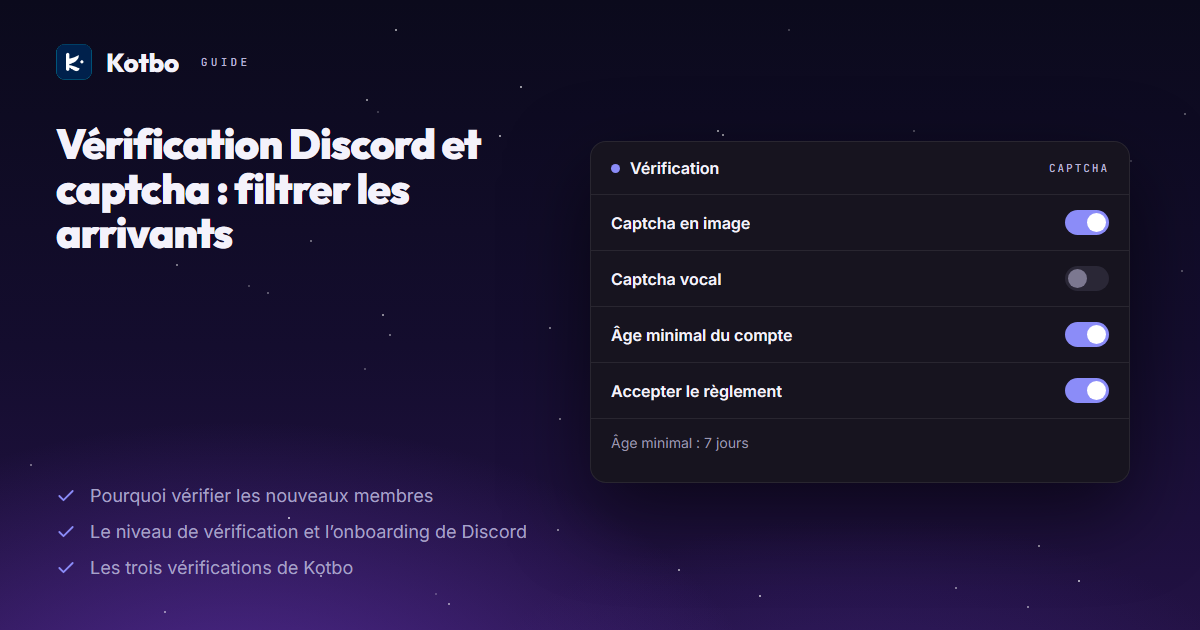 Kotbo GUIDE
Vérification Discord et
captcha : filtrer les
arrivants
Pourquoi vérifier les nouveaux membres
Le niveau de vérification et l’onboarding de Discord
Les trois vérifications de Kotbo
Vérification CAPTCHA
Captcha en image
Captcha vocal
Âge minimal du compte
Accepter le règlement
Âge minimal : 7 jours